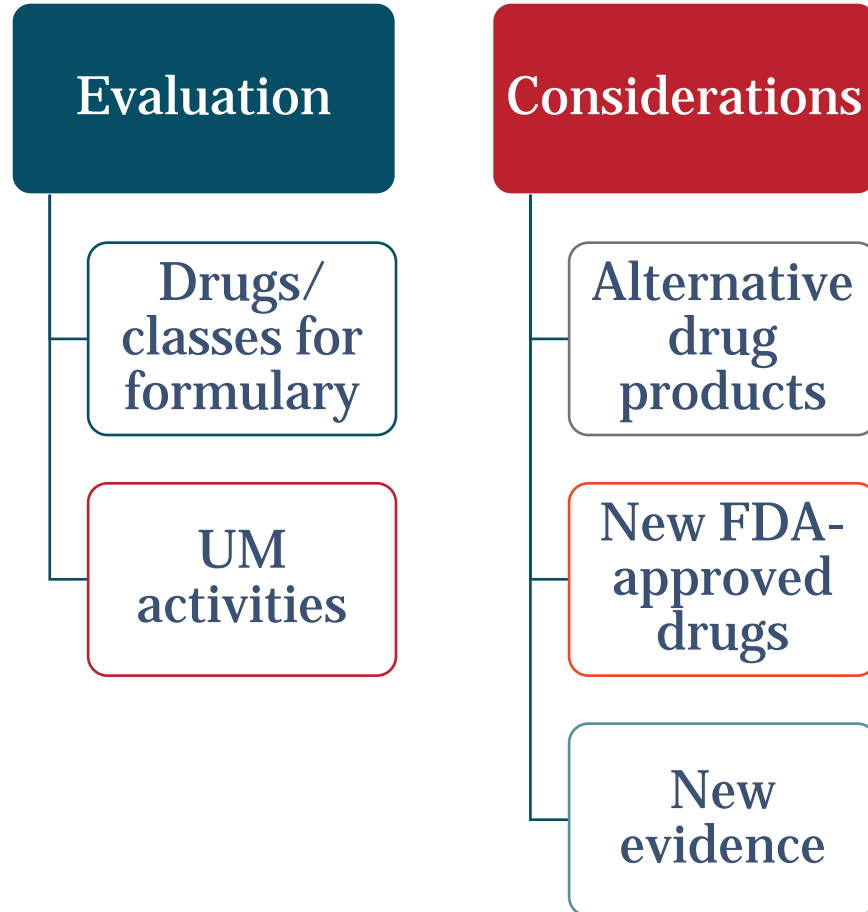 Evaluation
Drugs/
classes for
formulary
UM
activities
Considerations
Alternative
drug
products
New FDA-
approved
drugs
New
evidence